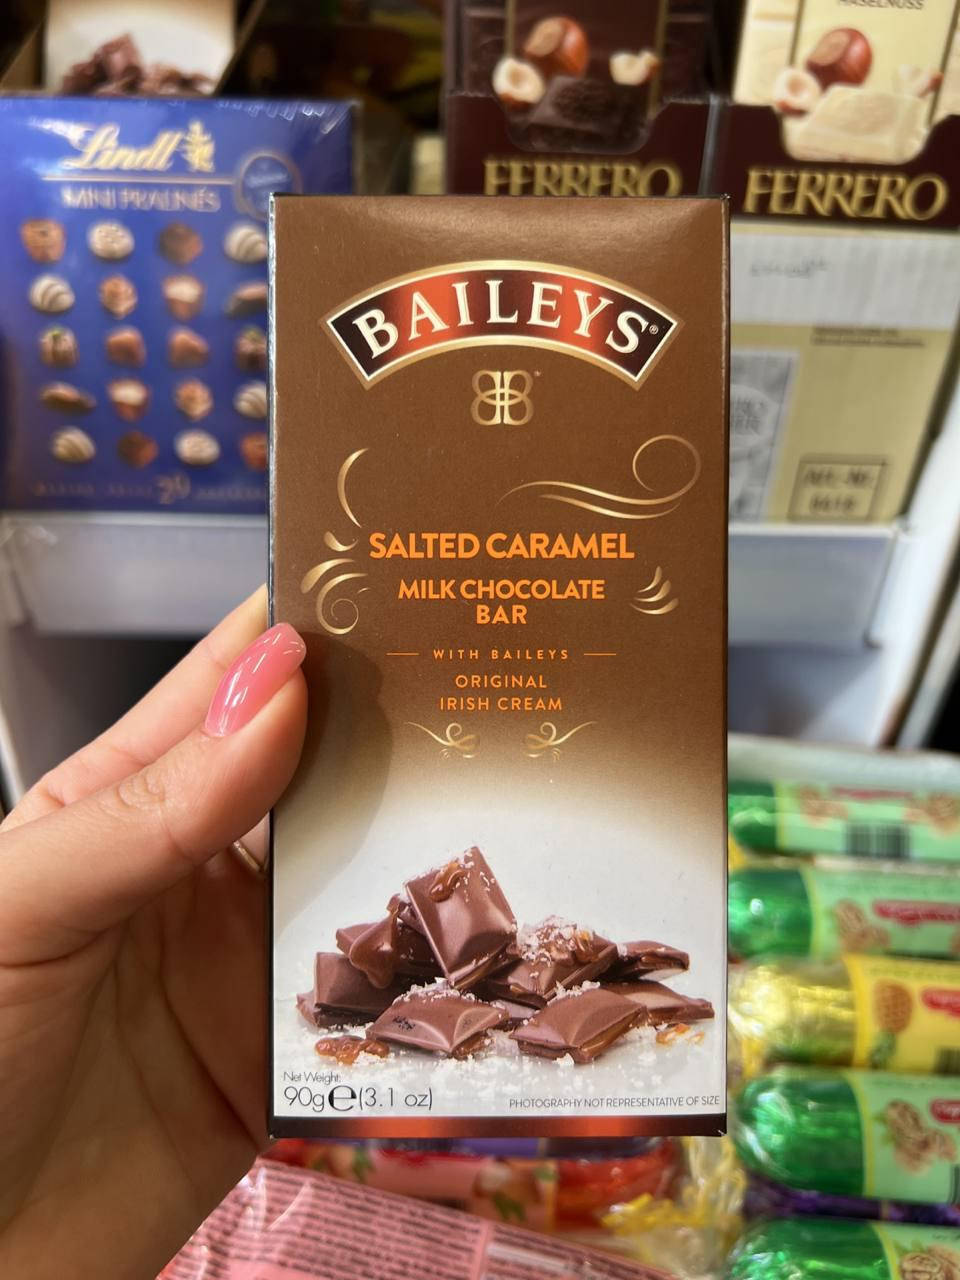 HASELNUSS
Lindt
MINI PRALINÉS
FERRERO
FERRERO
BAILEYS®
SALTED CARAMEL
MILK CHOCOLATE
BAR
WITH BAILEYS
ORIGINAL
IRISH CREAM
Net Weight:
90g℮(3.1 oz)
PHOTOGRAPHY NOT REPRESENTATIVE OF SIZE